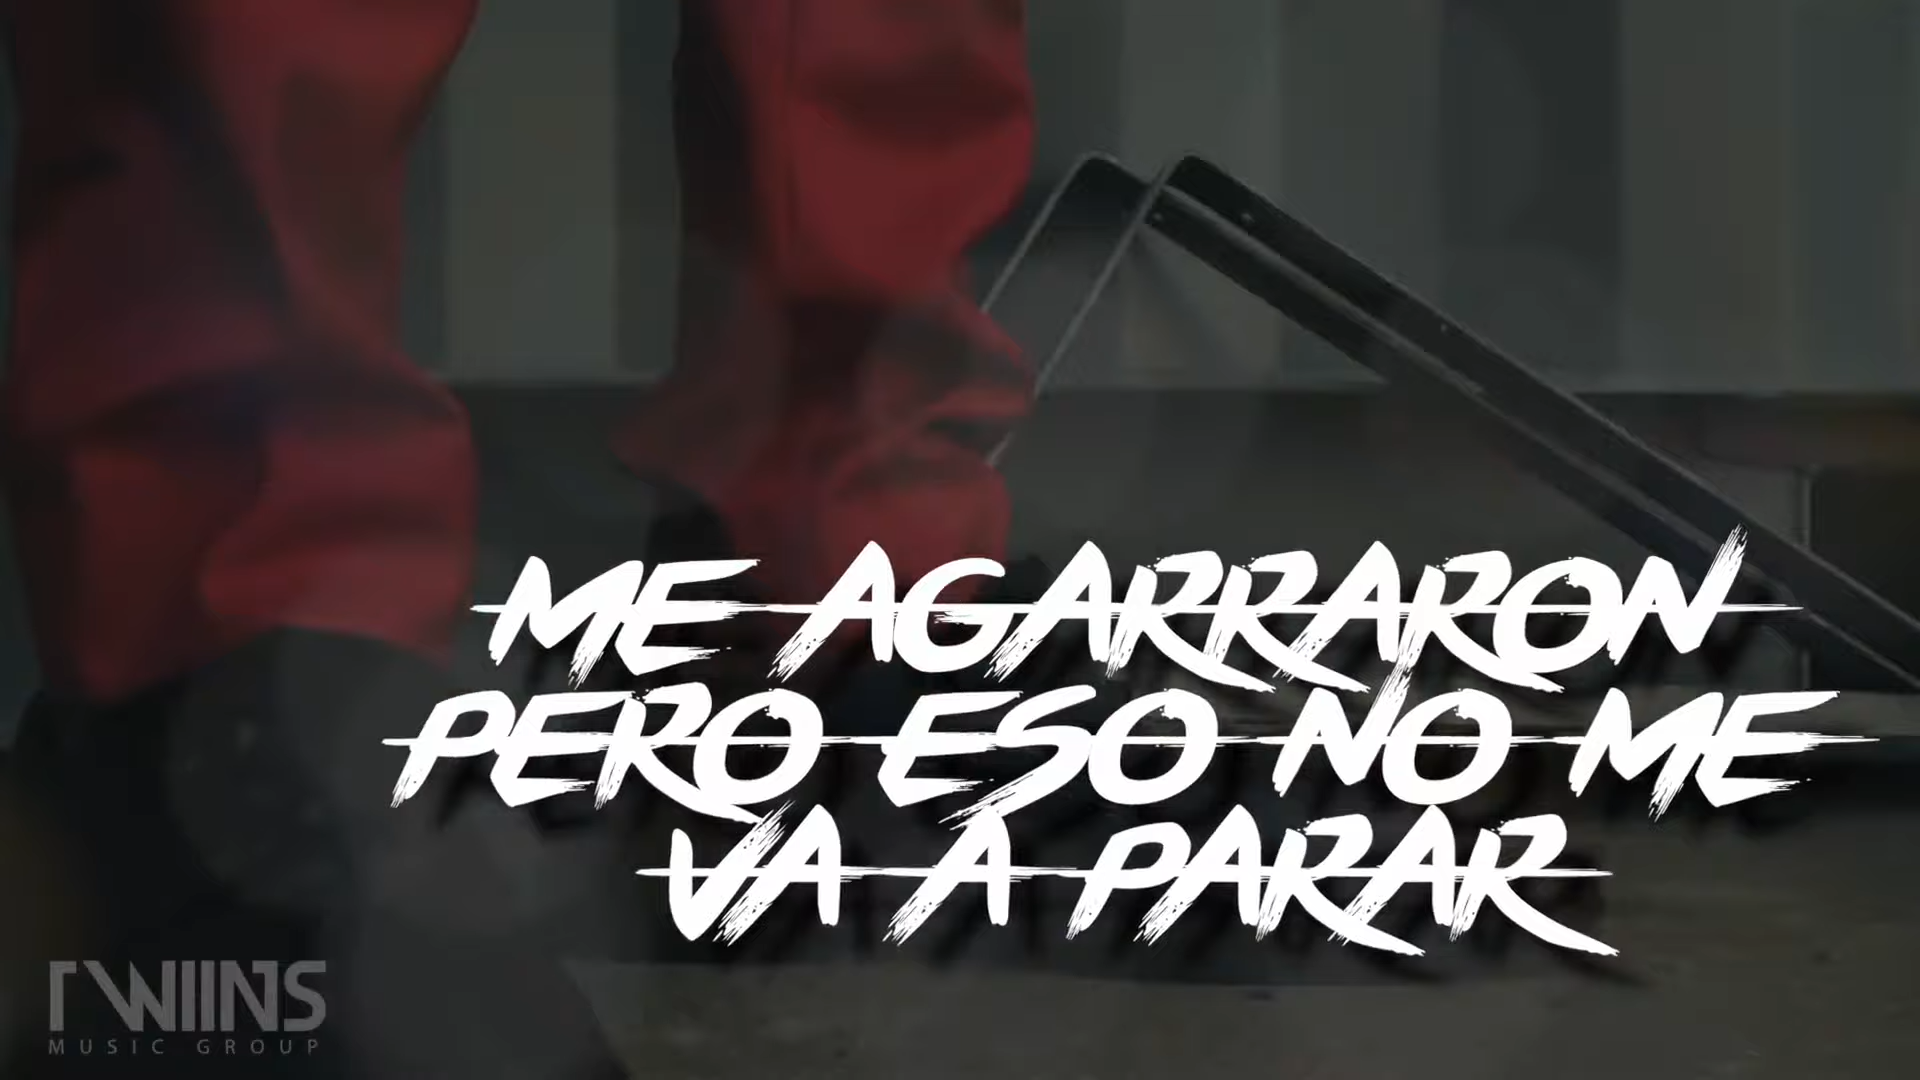 ME AGARRARON
PERO ESO NO ME
VA A PARAR
TWIINS
MUSIC GROUP